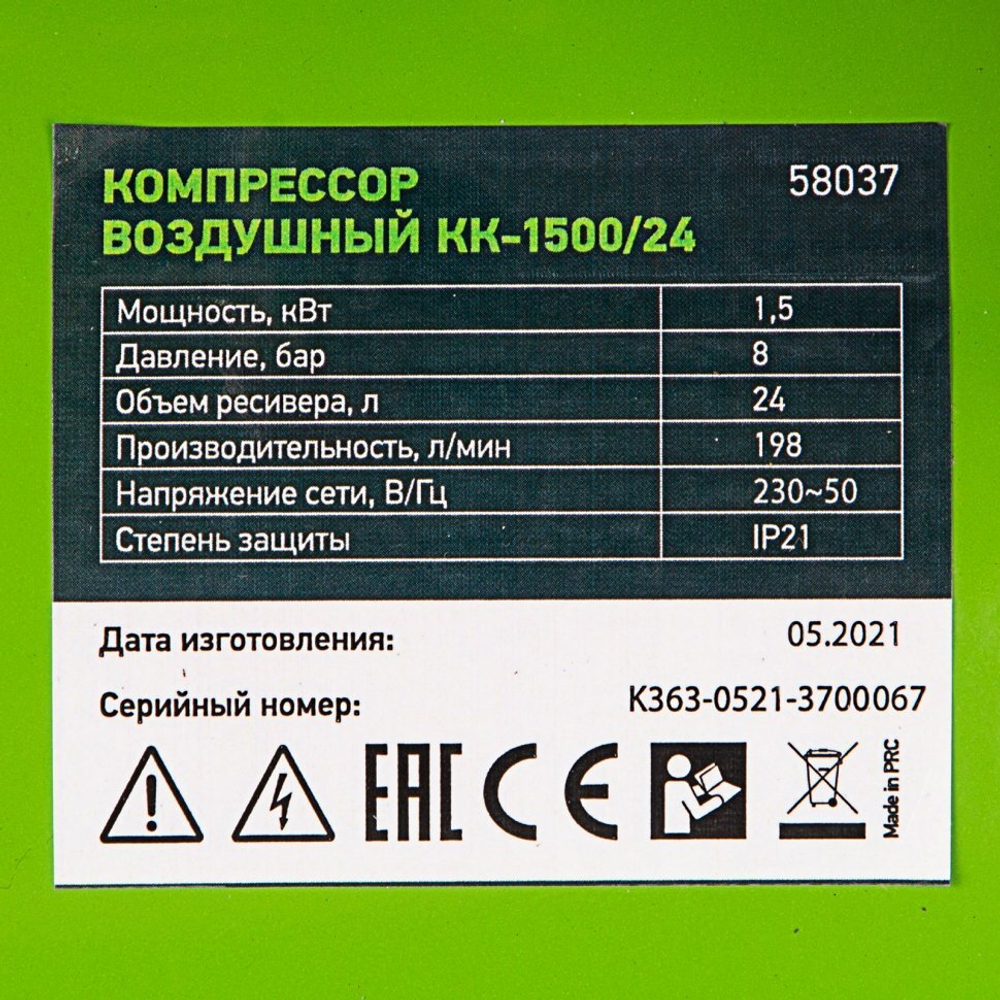 КОМПРЕССОР 58037
ВОЗДУШНЫЙ КК-1500/24
Мощность, кВт 1,5
Давление, бар 8
Объем ресивера, л 24
Производительность, л/мин 198
Напряжение сети, В/Гц 230~50
Степень защиты IP21
Дата изготовления: 05.2021
Серийный номер: K363-0521-3700067
EAC CE Made in PRC